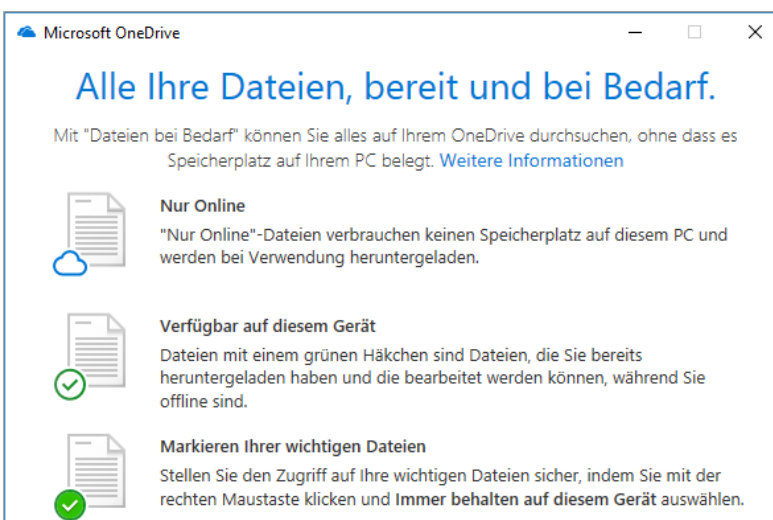 Microsoft OneDrive
Alle Ihre Dateien, bereit und bei Bedarf.
Mit "Dateien bei Bedarf" können Sie alles auf Ihrem OneDrive durchsuchen, ohne dass es
Speicherplatz auf Ihrem PC belegt. Weitere Informationen
Nur Online
"Nur Online"-Dateien verbrauchen keinen Speicherplatz auf diesem PC und
werden bei Verwendung heruntergeladen.
Verfügbar auf diesem Gerät
Dateien mit einem grünen Häkchen sind Dateien, die Sie bereits
heruntergeladen haben und die bearbeitet werden können, während Sie
offline sind.
Markieren Ihrer wichtigen Dateien
Stellen Sie den Zugriff auf Ihre wichtigen Dateien sicher, indem Sie mit der
rechten Maustaste klicken und Immer behalten auf diesem Gerät auswählen.